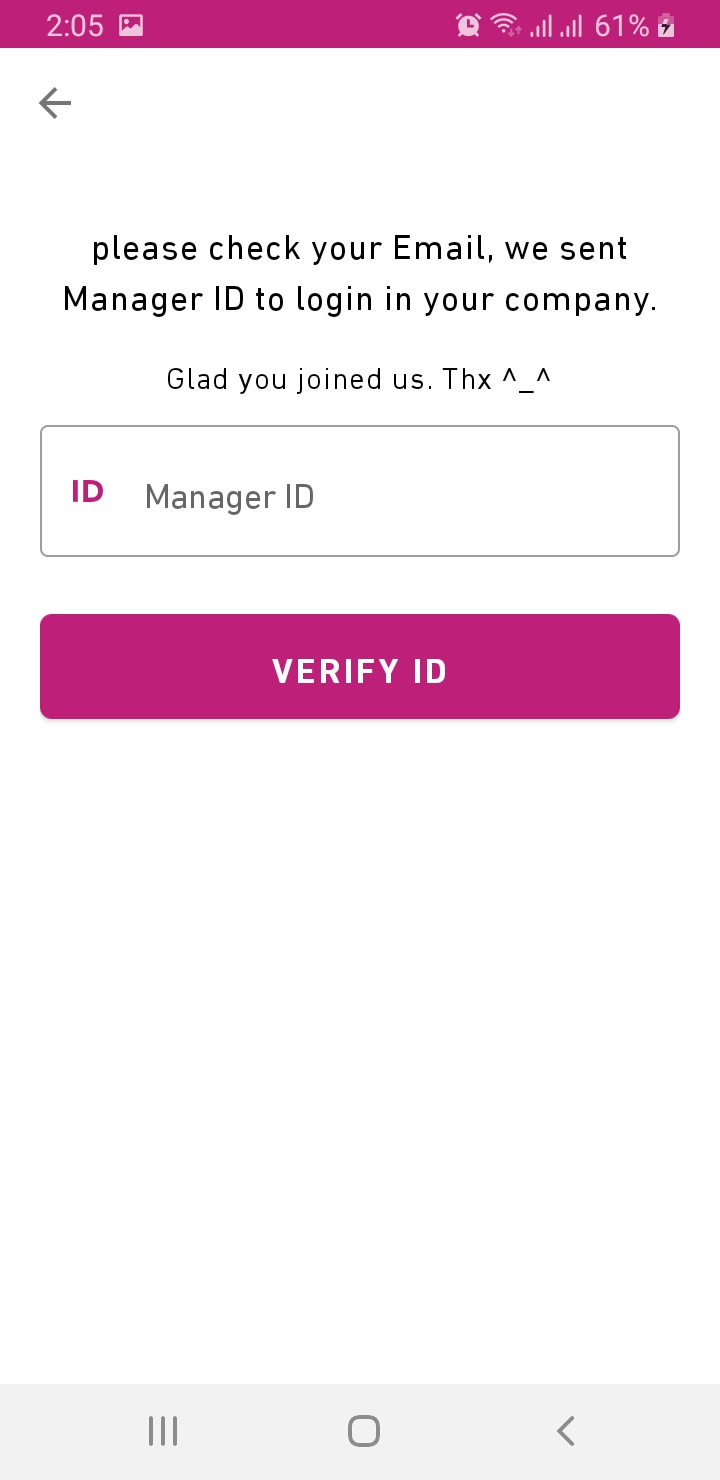 2:05 61%
please check your Email, we sent
Manager ID to login in your company.
Glad you joined us. Thx ^_^
ID Manager ID
VERIFY ID